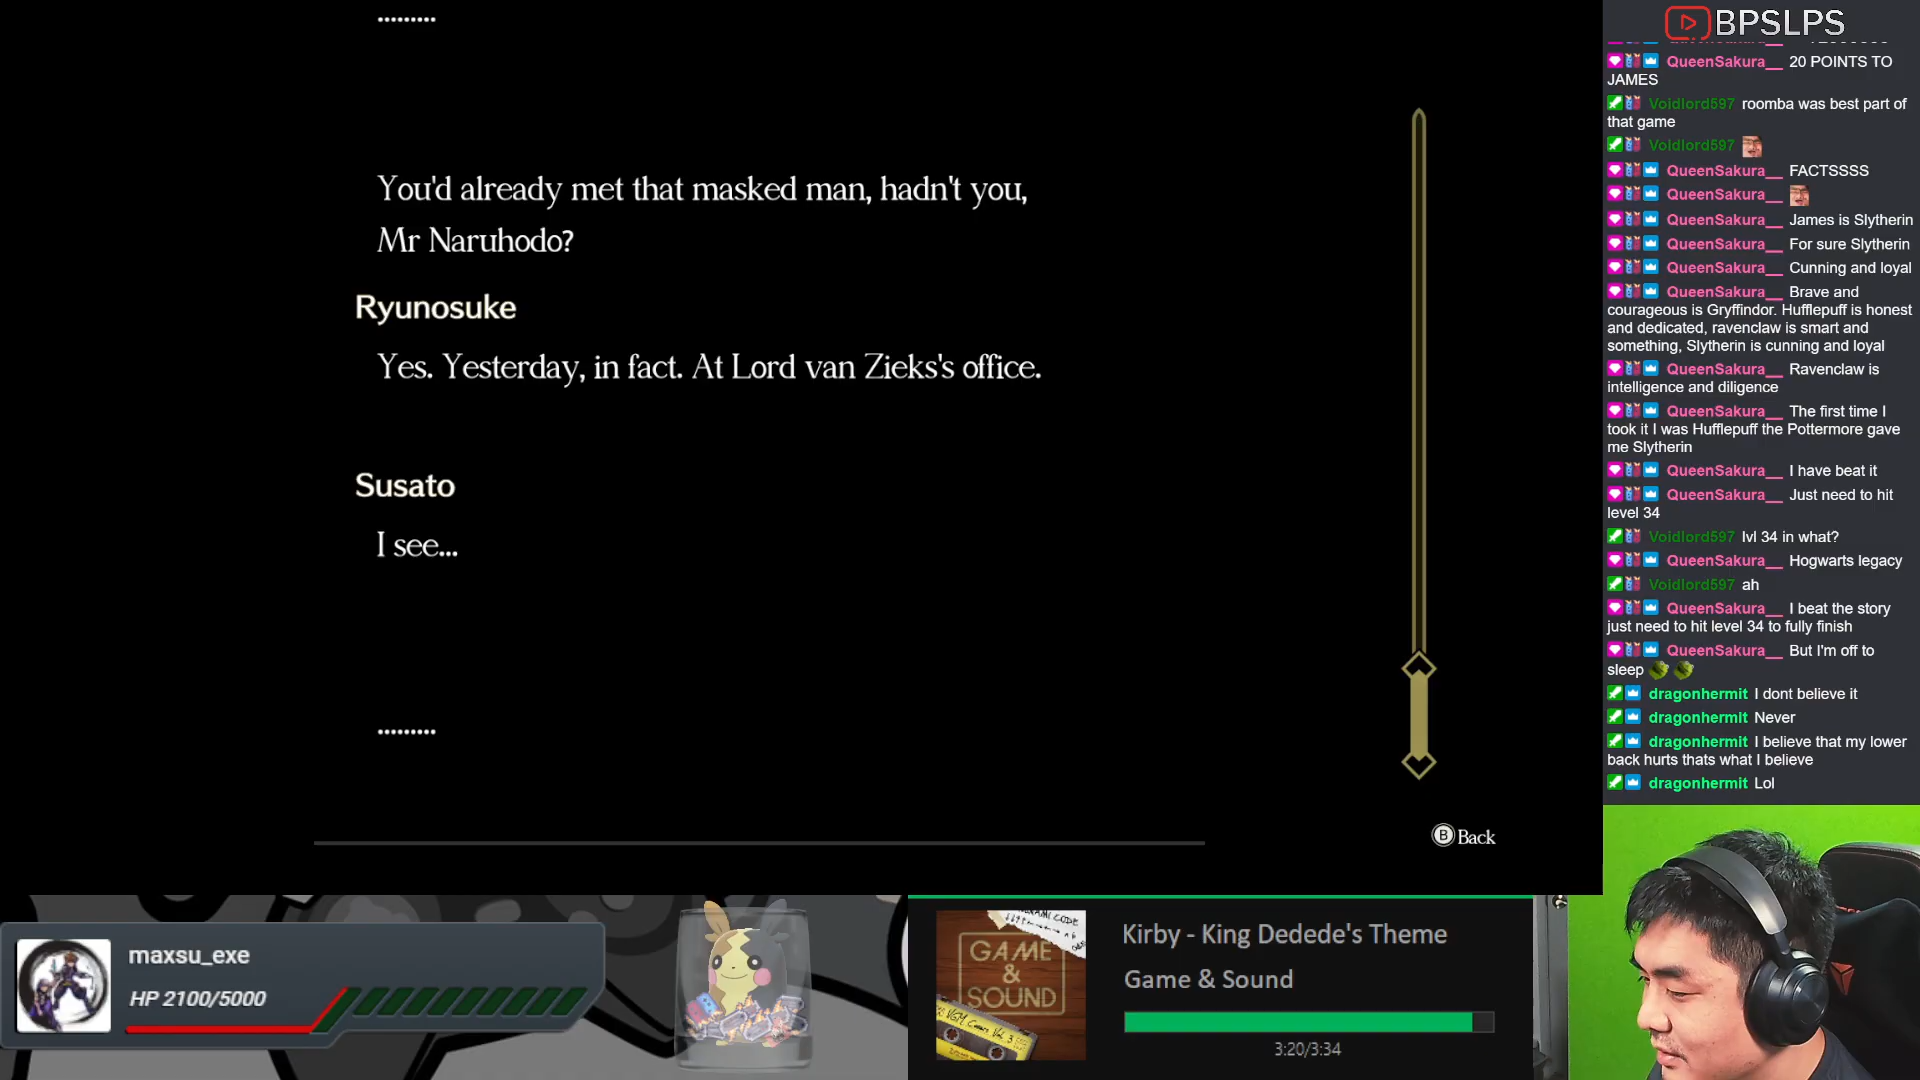 .........
You'd already met that masked man, hadn't you,
Mr Naruhodo?
Ryunosuke
Yes. Yesterday, in fact. At Lord van Zieks's office.
Susato
I see...
.........
B Back
BPSLPS
QueenSakura__ 20 POINTS TO
JAMES
Voidlord597 roomba was best part of
that game
Voidlord597
QueenSakura__ FACTSSSS
QueenSakura__
QueenSakura__ James is Slytherin
QueenSakura__ For sure Slytherin
QueenSakura__ Cunning and loyal
QueenSakura__ Brave and
courageous is Gryffindor. Hufflepuff is honest
and dedicated, ravenclaw is smart and
something, Slytherin is cunning and loyal
QueenSakura__ Ravenclaw is
intelligence and diligence
QueenSakura__ The first time I
took it I was Hufflepuff the Pottermore gave
me Slytherin
QueenSakura__ I have beat it
QueenSakura__ Just need to hit
level 34
Voidlord597 lvl 34 in what?
QueenSakura__ Hogwarts legacy
Voidlord597 ah
QueenSakura__ I beat the story
just need to hit level 34 to fully finish
QueenSakura__ But I'm off to
sleep
dragonhermit I dont believe it
dragonhermit Never
dragonhermit I believe that my lower
back hurts thats what I believe
dragonhermit Lol
maxsu_exe
HP 2100/5000
GAME
&
SOUND
Kirby - King Dedede's Theme
Game & Sound
3:20/3:34